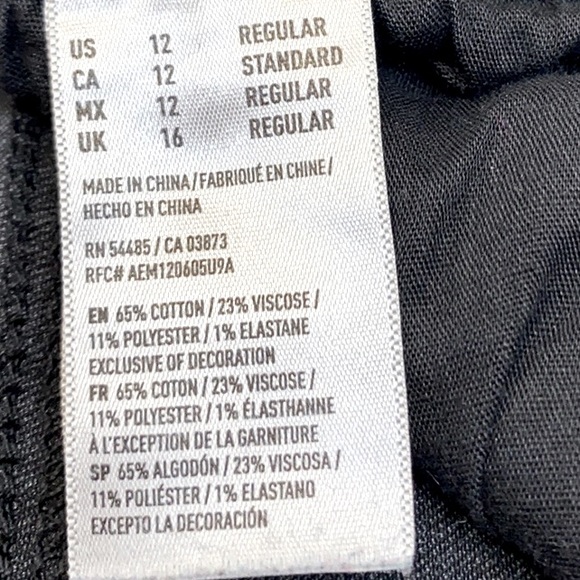 US 12 REGULAR
CA 12 STANDARD
MX 12 REGULAR
UK 16 REGULAR
MADE IN CHINA/FABRIQUÉ EN CHINE/
HECHO EN CHINA
RN 54485 / CA 03873
RFC# AEM120605U9A
EN 65% COTTON / 23% VISCOSE /
11% POLYESTER / 1% ELASTANE
EXCLUSIVE OF DECORATION
FR 65% COTON / 23% VISCOSE /
11% POLYESTER / 1% ÉLASTHANNE
À L'EXCEPTION DE LA GARNITURE
SP 65% ALGODÓN / 23% VISCOSA /
11% POLIÉSTER / 1% ELASTANO
EXCEPTO LA DECORACIÓN